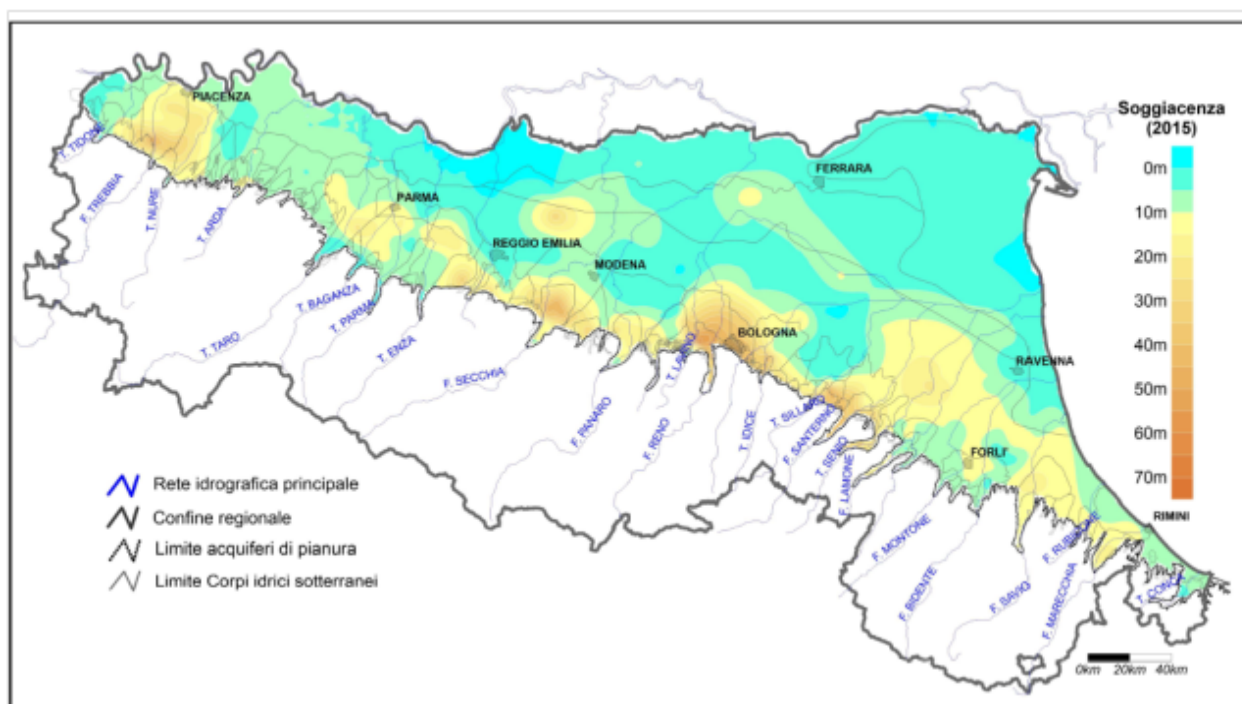 PIACENZA
Soggiacenza
(2015)
0m
10m
20m
30m
40m
50m
60m
70m
T. TIDONE
F. TREBBIA
T. NURE
T. ARDA
PARMA
REGGIO EMILIA
MODENA
FERRARA
BOLOGNA
RAVENNA
FORLI'
RIMINI
T. TARO
T. BAGANZA
T. PARMA
T. ENZA
F. SECCHIA
F. PANARO
F. RENO
T. IDICE
T. SILLARO
F. SANTERNO
T. SENIO
F. LAMONE
F. MONTONE
F. BIDENTE
F. SAVIO
F. RUBICONE
F. MARECCHIA
T. CONCA
Rete idrografica principale
Confine regionale
Limite acquiferi di pianura
Limite Corpi idrici sotterranei
0km 20km 40km